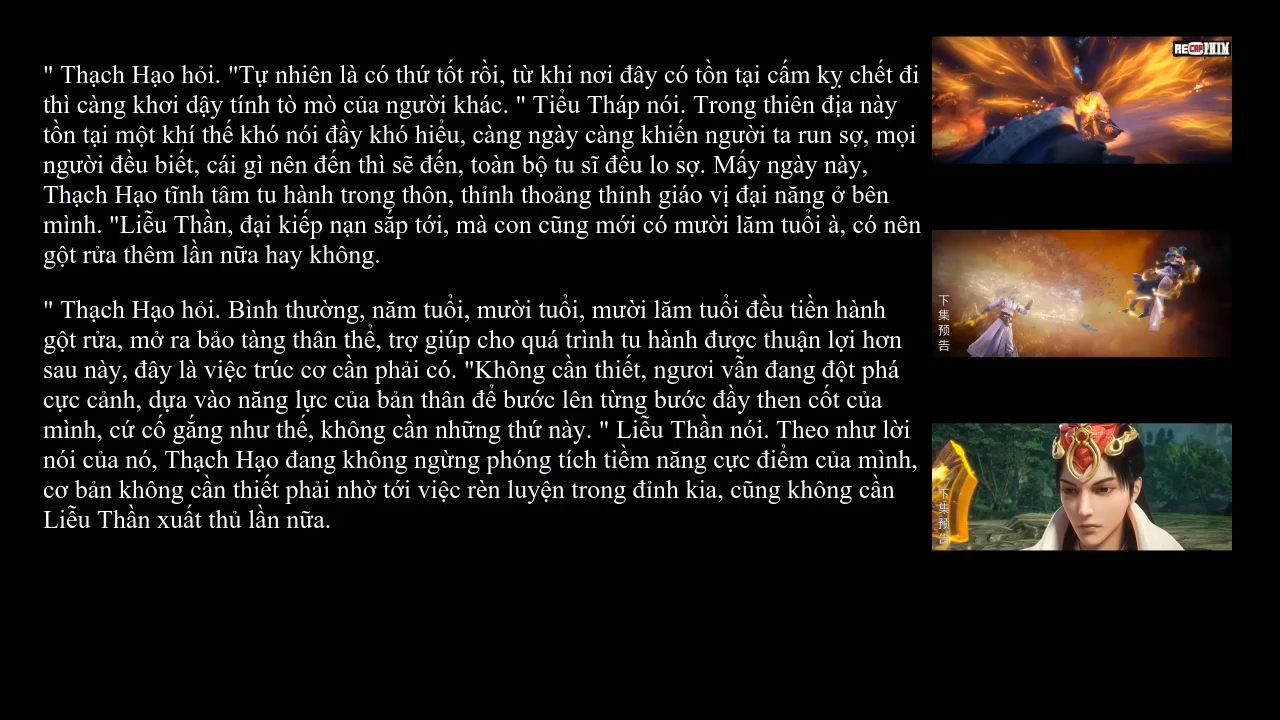 " Thạch Hạo hỏi. "Tự nhiên là có thứ tốt rồi, từ khi nơi đây có tồn tại cấm kỵ chết đi
thì càng khơi dậy tính tò mò của người khác. " Tiểu Tháp nói. Trong thiên địa này
tồn tại một khí thế khó nói đầy khó hiểu, càng ngày càng khiến người ta run sợ, mọi
người đều biết, cái gì nên đến thì sẽ đến, toàn bộ tu sĩ đều lo sợ. Mấy ngày này,
Thạch Hạo tĩnh tâm tu hành trong thôn, thỉnh thoảng thỉnh giáo vị đại năng ở bên
mình. "Liễu Thần, đại kiếp nạn sắp tới, mà con cũng mới có mười lăm tuổi à, có nên
gột rửa thêm lần nữa hay không.
" Thạch Hạo hỏi. Bình thường, năm tuổi, mười tuổi, mười lăm tuổi đều tiền hành
gột rửa, mở ra bảo tàng thân thể, trợ giúp cho quá trình tu hành được thuận lợi hơn
sau này, đây là việc trúc cơ cần phải có. "Không cần thiết, ngươi vẫn đang đột phá
cực cảnh, dựa vào năng lực của bản thân để bước lên từng bước đầy then cốt của
mình, cứ cố gắng như thế, không cần những thứ này. " Liễu Thần nói. Theo như lời
nói của nó, Thạch Hạo đang không ngừng phóng tích tiềm năng cực điểm của mình,
cơ bản không cần thiết phải nhờ tới việc rèn luyện trong đỉnh kia, cũng không cần
Liễu Thần xuất thủ lần nữa.
RECAP PHIM
下集预告
下集预告